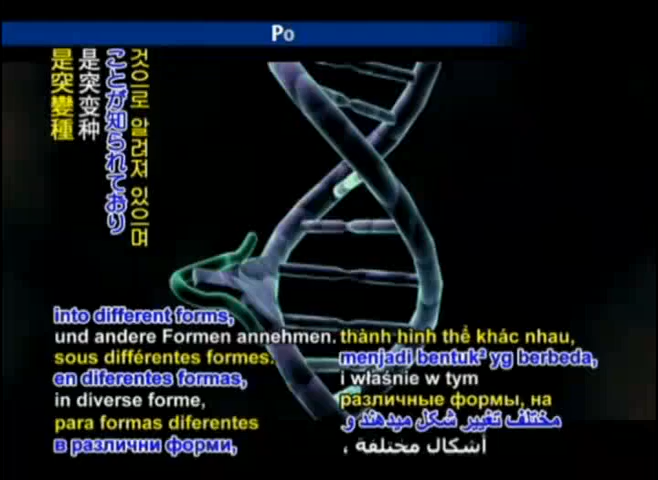 Po
것으로 알려져 있으며
ことが知られており
是突变种
是突變種
into different forms,
und andere Formen annehmen.
sous différentes formes.
en diferentes formas,
in diverse forme,
para formas diferentes
в различни форми,
thành hình thể khác nhau,
menjadi bentuk² yg berbeda,
i właśnie w tym
различные формы, на
مختلف تغيير شكل ميدهند و
أشكال مختلفة ،